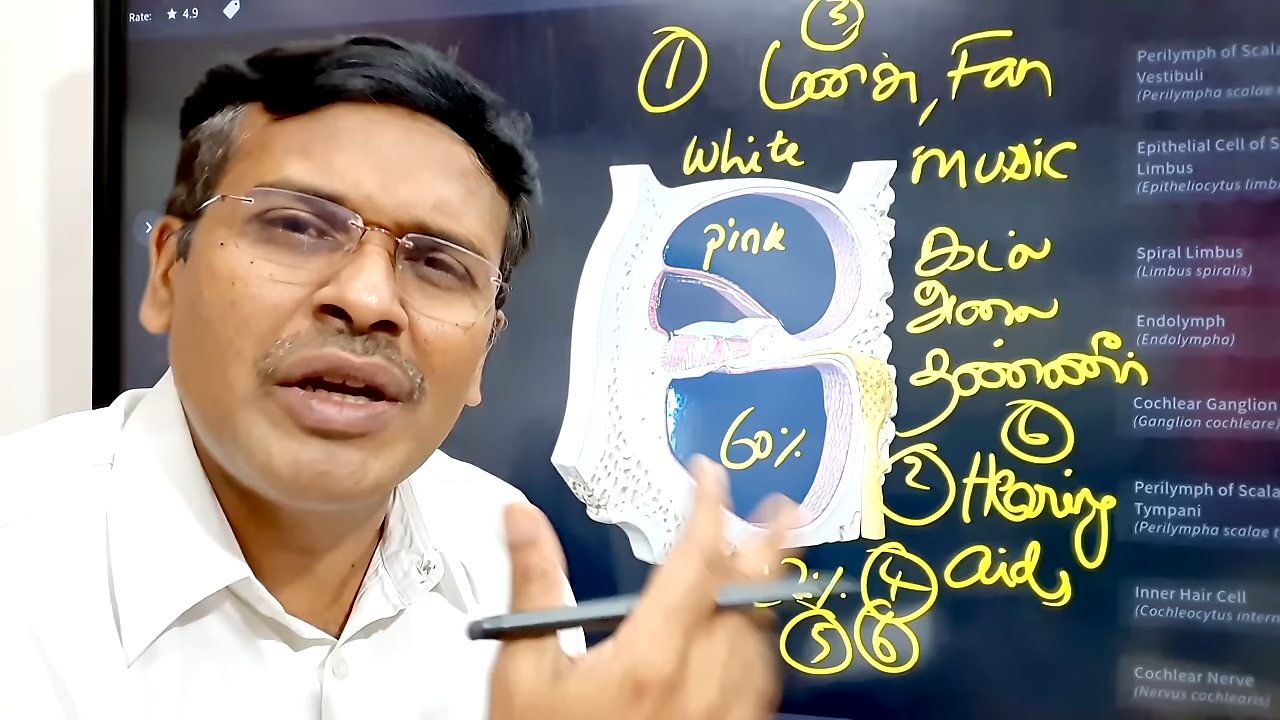 Rate: ★ 4.9
③
① மனசு, Fan
White music
pink
கடல்
அலை
தண்ணீர்
60%
⑥
② Hearing
aid,
2% ④
⑤ ⑥
Perilymph of Scala
Vestibuli
(Perilympha scalae
Epithelial Cell of S
Limbus
(Epitheliocytus limb
Spiral Limbus
(Limbus spiralis)
Endolymph
(Endolympha)
Cochlear Ganglion
(Ganglion cochleare)
Perilymph of Scala
Tympani
(Perilympha scalae t
Inner Hair Cell
(Cochleocytus intern
Cochlear Nerve
(Nervus cochlearis)